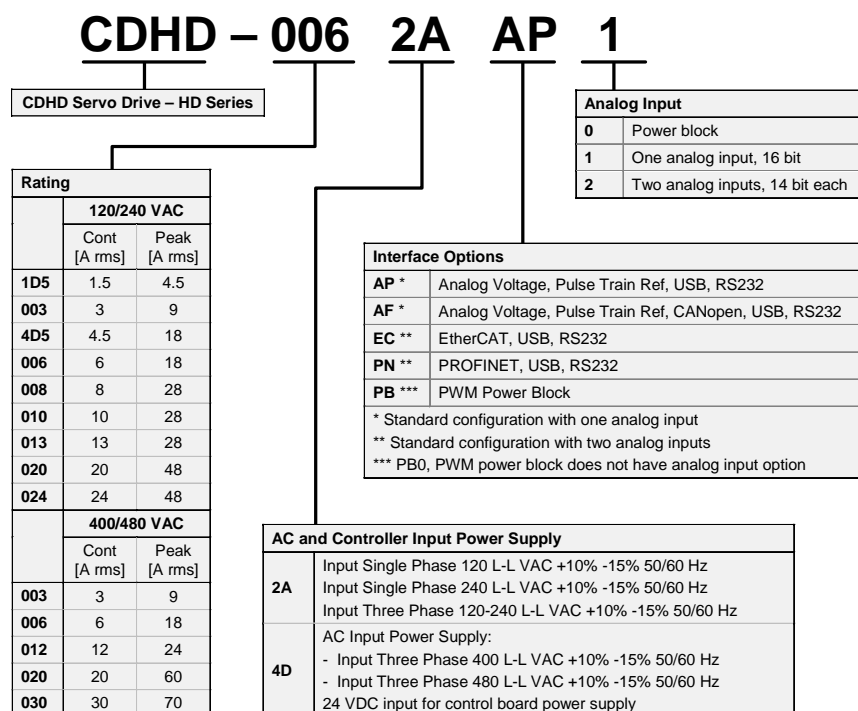 CDHD – 006 2A AP 1
CDHD Servo Drive – HD Series
Analog Input
0 Power block
1 One analog input, 16 bit
2 Two analog inputs, 14 bit each
Rating
120/240 VAC
Cont [A rms] Peak [A rms]
1D5 1.5 4.5
003 3 9
4D5 4.5 18
006 6 18
008 8 28
010 10 28
013 13 28
020 20 48
024 24 48
400/480 VAC
Cont [A rms] Peak [A rms]
003 3 9
006 6 18
012 12 24
020 20 60
030 30 70
Interface Options
AP * Analog Voltage, Pulse Train Ref, USB, RS232
AF * Analog Voltage, Pulse Train Ref, CANopen, USB, RS232
EC ** EtherCAT, USB, RS232
PN ** PROFINET, USB, RS232
PB *** PWM Power Block
* Standard configuration with one analog input
** Standard configuration with two analog inputs
*** PB0, PWM power block does not have analog input option
AC and Controller Input Power Supply
2A
Input Single Phase 120 L-L VAC +10% -15% 50/60 Hz
Input Single Phase 240 L-L VAC +10% -15% 50/60 Hz
Input Three Phase 120-240 L-L VAC +10% -15% 50/60 Hz
4D
AC Input Power Supply:
- Input Three Phase 400 L-L VAC +10% -15% 50/60 Hz
- Input Three Phase 480 L-L VAC +10% -15% 50/60 Hz
24 VDC input for control board power supply